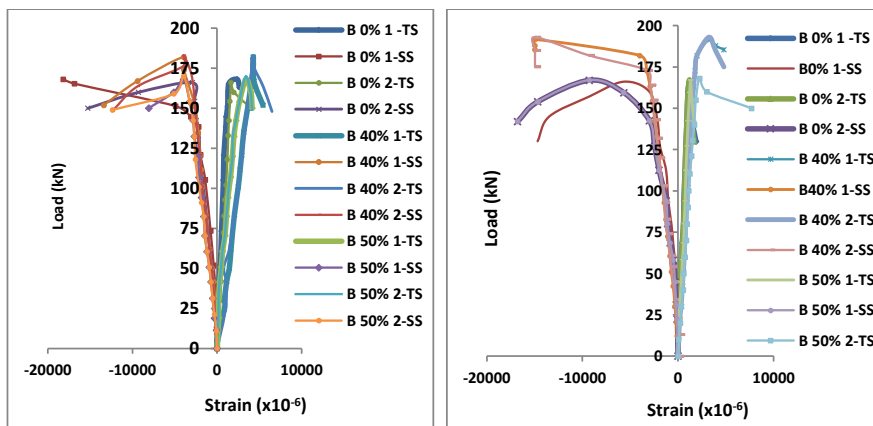 200
175
150
125
100
75
50
25
0
Load (kN)
-20000 -10000 0 10000
Strain (x10-6)
B 0% 1 -TS
B 0% 1-SS
B 0% 2-TS
B 0% 2-SS
B 40% 1-TS
B 40% 1-SS
B 40% 2-TS
B 40% 2-SS
B 50% 1-TS
B 50% 1-SS
B 50% 2-TS
B 50% 2-SS
200
175
150
125
100
75
50
25
0
Load (kN)
-20000 -10000 0 10000
Strain (x10-6)
B 0% 1 -TS
B0% 1-SS
B 0% 2-TS
B 0% 2-SS
B 40% 1-TS
B40% 1-SS
B 40% 2-TS
B 40% 2-SS
B 50% 1-TS
B 50% 1-SS
B 50% 2-TS